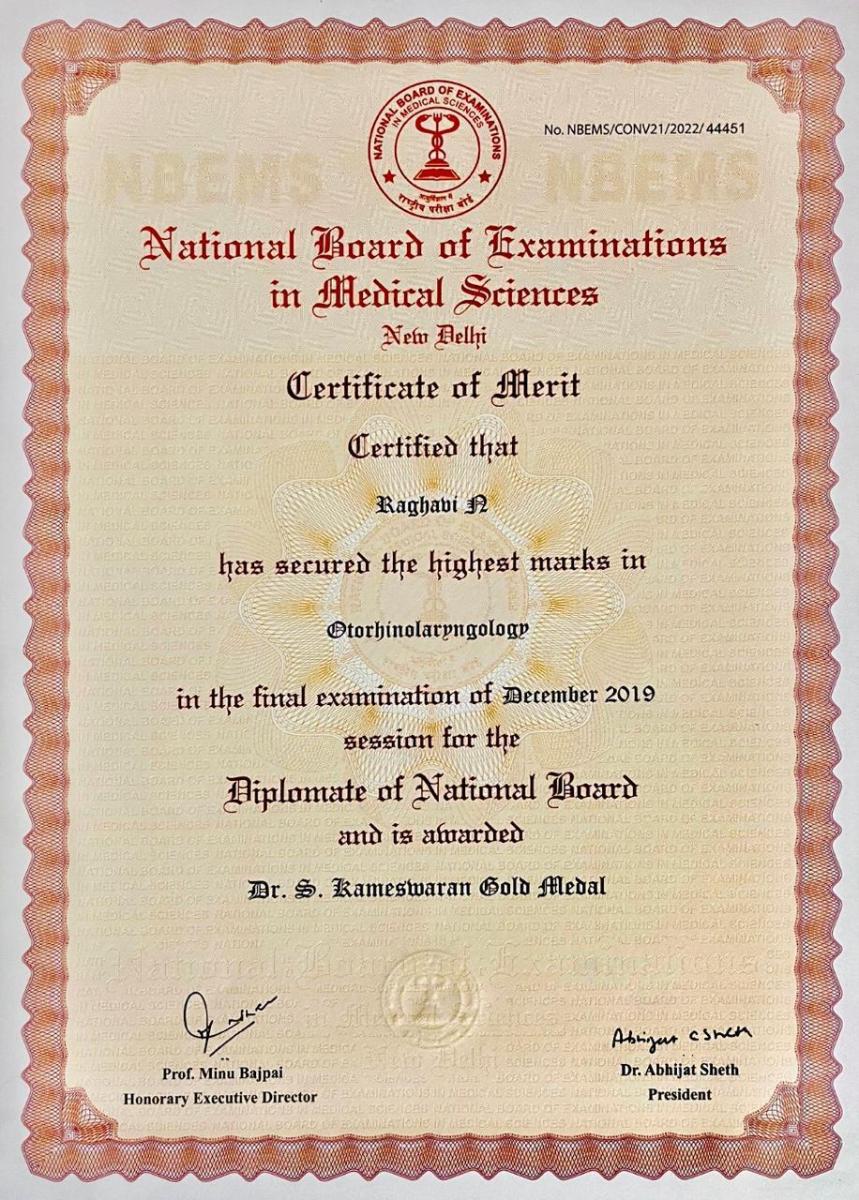 NATIONAL BOARD OF EXAMINATIONS
IN MEDICAL SCIENCES
राष्ट्रीय परीक्षा बोर्ड
No. NBEMS/CONV21/2022/ 44451
NBEMS NBEMS
National Board of Examinations
in Medical Sciences
New Delhi
Certificate of Merit
Certified that
Raghavi N
has secured the highest marks in
Otorhinolaryngology
in the final examination of December 2019
session for the
Diplomate of National Board
and is awarded
Dr. S. Kameswaran Gold Medal
Abhijat C Sheth
Prof. Minu Bajpai
Honorary Executive Director
Dr. Abhijat Sheth
President